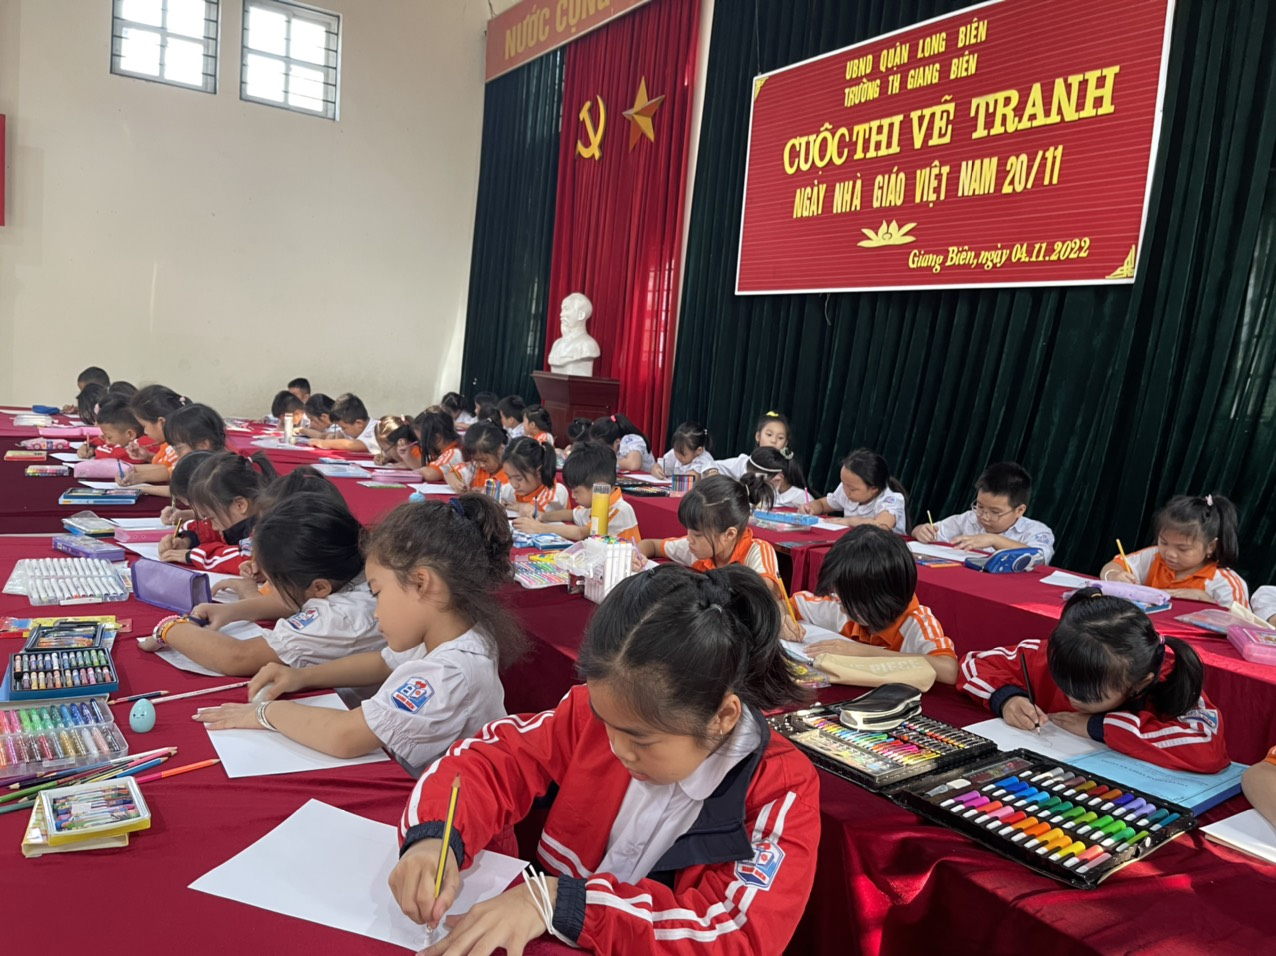 NƯỚC CỘNG
UBND QUẬN LONG BIÊN
TRƯỜNG TH GIANG BIÊN
CUỘC THI VẼ TRANH
NGÀY NHÀ GIÁO VIỆT NAM 20/11
Giang Biên, ngày 04.11.2022